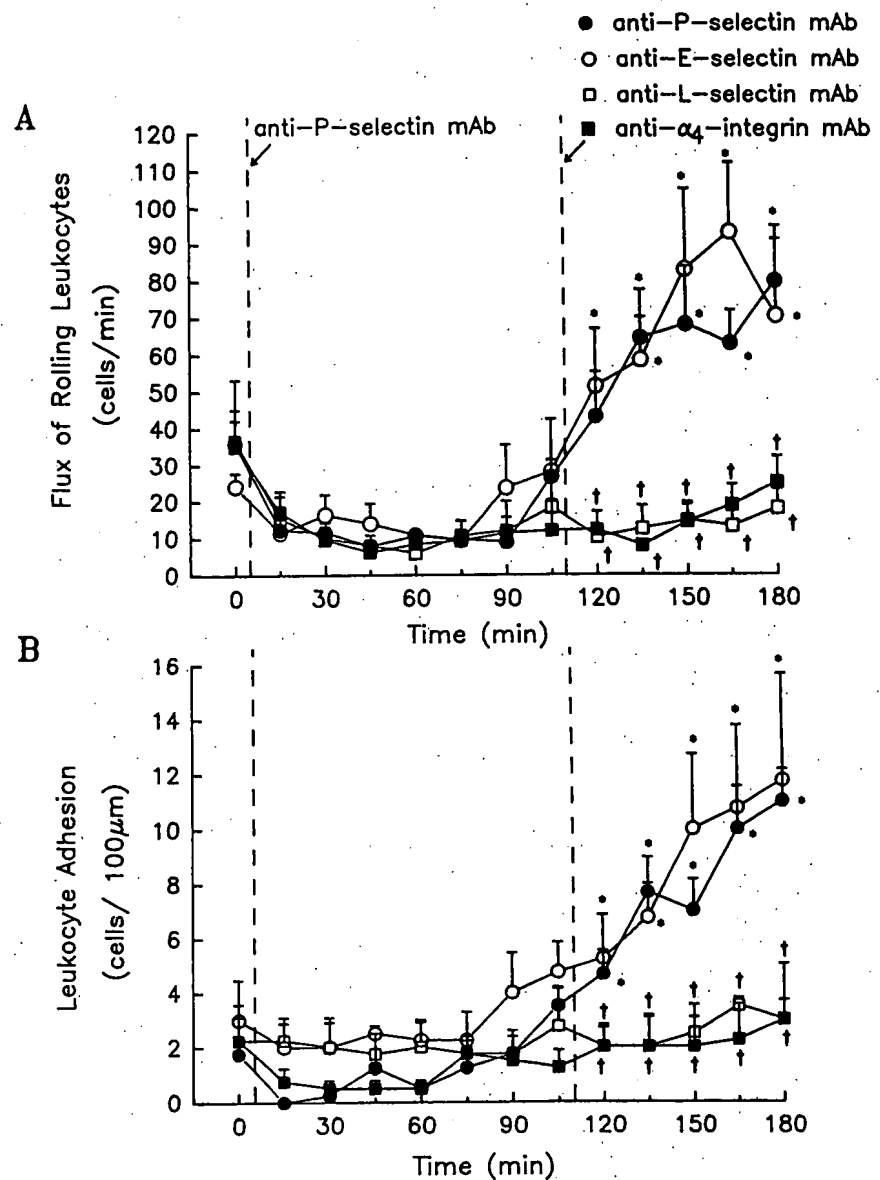 ● anti-P-selectin mAb
○ anti-E-selectin mAb
□ anti-L-selectin mAb
■ anti-α4-integrin mAb
A
anti-P-selectin mAb
120
110
100
90
80
70
60
50
40
30
20
10
0
Flux of Rolling Leukocytes
(cells/min)
* * * * * * * * *
† † † † † † † † † †
0 30 60 90 120 150 180
Time (min)
B
16
14
12
10
8
6
4
2
0
Leukocyte Adhesion
(cells/ 100μm)
* * * * * * * * * *
† † † † † † † † † †
0 30 60 90 120 150 180
Time (min)